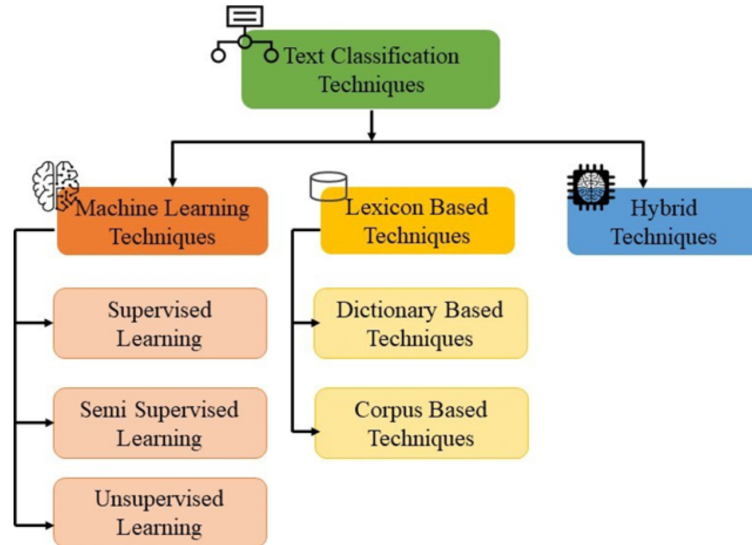 Text Classification
Techniques
Machine Learning
Techniques
Lexicon Based
Techniques
Hybrid
Techniques
Supervised
Learning
Dictionary Based
Techniques
Semi Supervised
Learning
Corpus Based
Techniques
Unsupervised
Learning